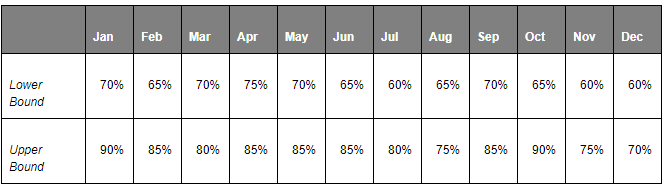 Jan Feb Mar Apr May Jun Jul Aug Sep Oct Nov Dec
Lower Bound 70% 65% 70% 75% 70% 65% 60% 65% 70% 65% 60% 60%
Upper Bound 90% 85% 80% 85% 85% 85% 80% 75% 85% 90% 75% 70%